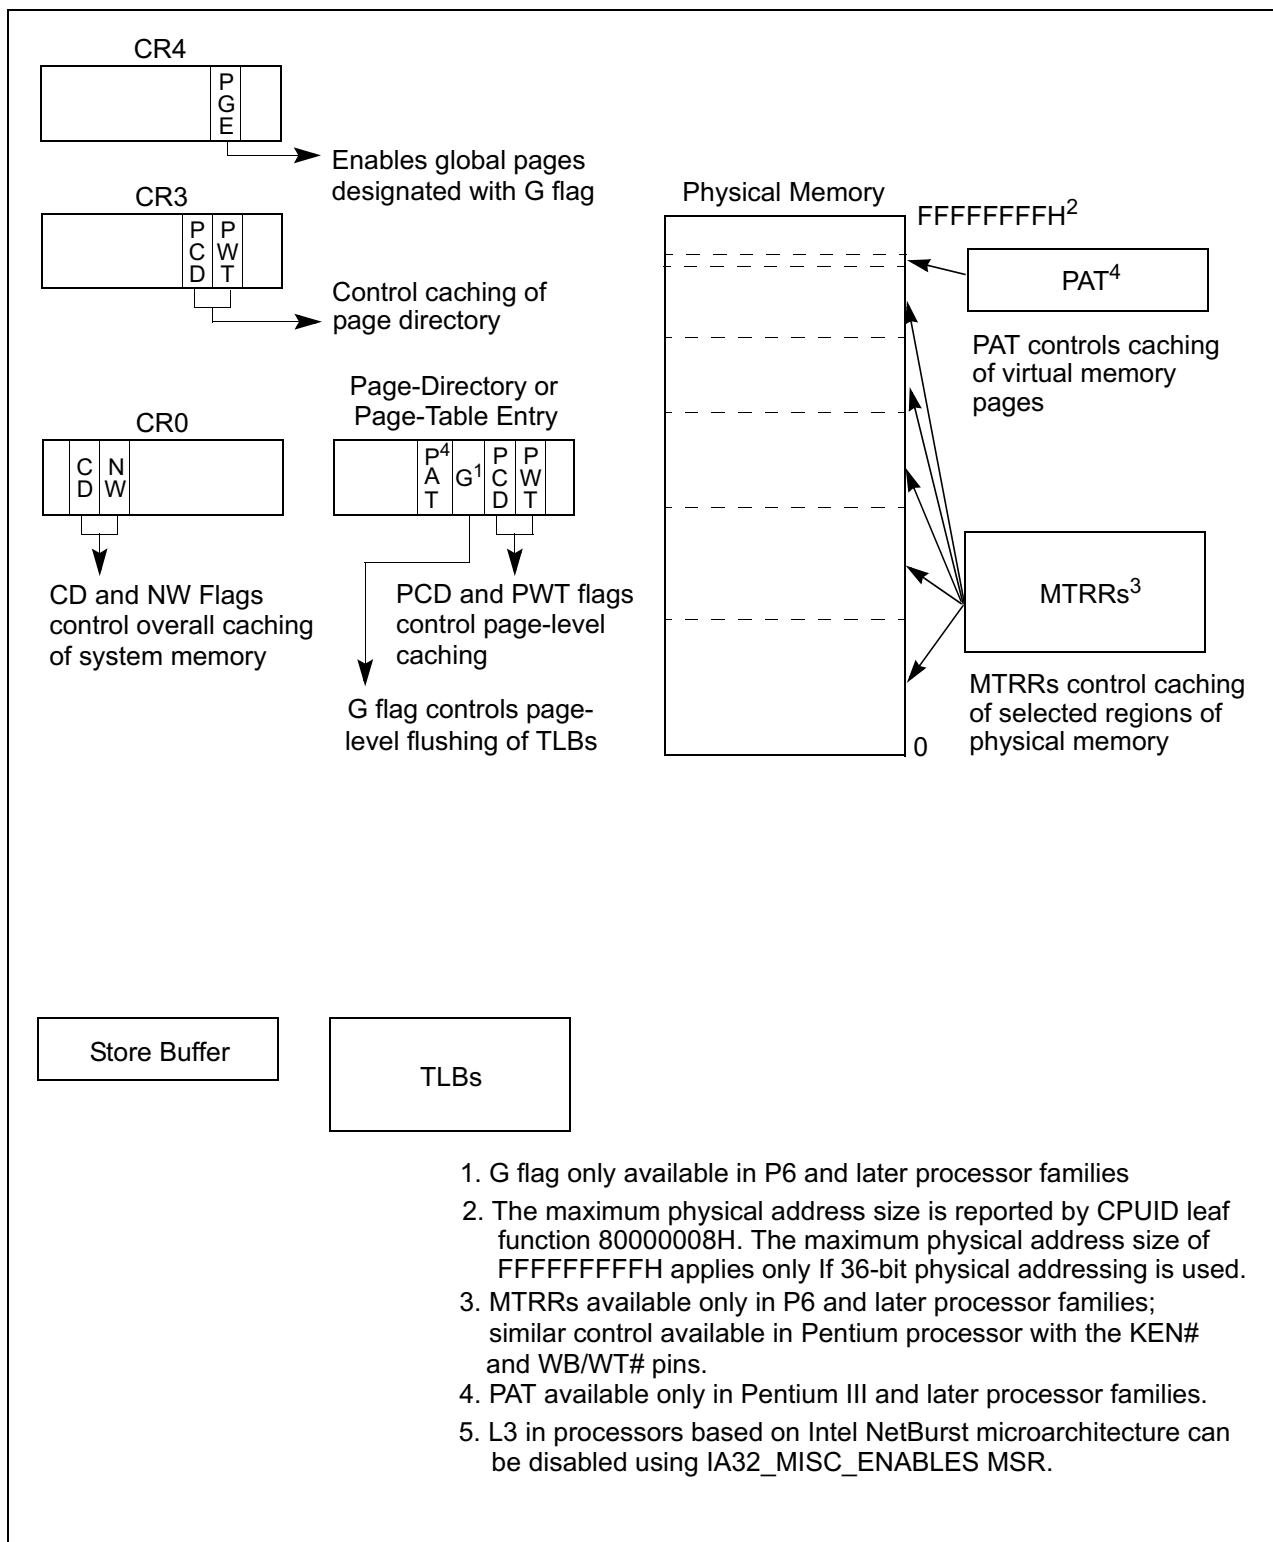 CR4
PGE
Enables global pages
designated with G flag
CR3
PCD
PWT
Control caching of
page directory
CR0
CD
NW
CD and NW Flags
control overall caching
of system memory
Page-Directory or
Page-Table Entry
PAT4
G1
PCD
PWT
PCD and PWT flags
control page-level
caching
G flag controls page-
level flushing of TLBs
Physical Memory
FFFFFFFFH2
PAT4
PAT controls caching
of virtual memory
pages
MTRRs3
MTRRs control caching
of selected regions of
physical memory
0
Store Buffer
TLBs
1. G flag only available in P6 and later processor families
2. The maximum physical address size is reported by CPUID leaf
function 80000008H. The maximum physical address size of
FFFFFFFFFH applies only If 36-bit physical addressing is used.
3. MTRRs available only in P6 and later processor families;
similar control available in Pentium processor with the KEN#
and WB/WT# pins.
4. PAT available only in Pentium III and later processor families.
5. L3 in processors based on Intel NetBurst microarchitecture can
be disabled using IA32_MISC_ENABLES MSR.